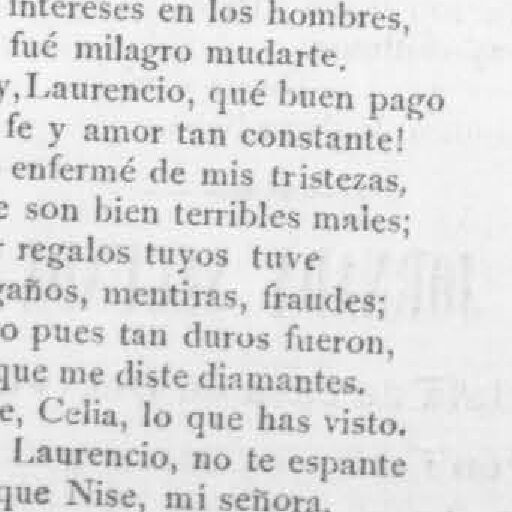 intereses en los hombres,
fué milagro mudarte.
y, Laurencio, qué buen pago
fe y amor tan constante!
enfermé de mis tristezas,
e son bien terribles males;
regalos tuyos tuve
gaños, mentiras, fraudes;
o pues tan duros fueron,
que me diste diamantes.
e, Celia, lo que has visto.
Laurencio, no te espante
que Nise, mi señora,